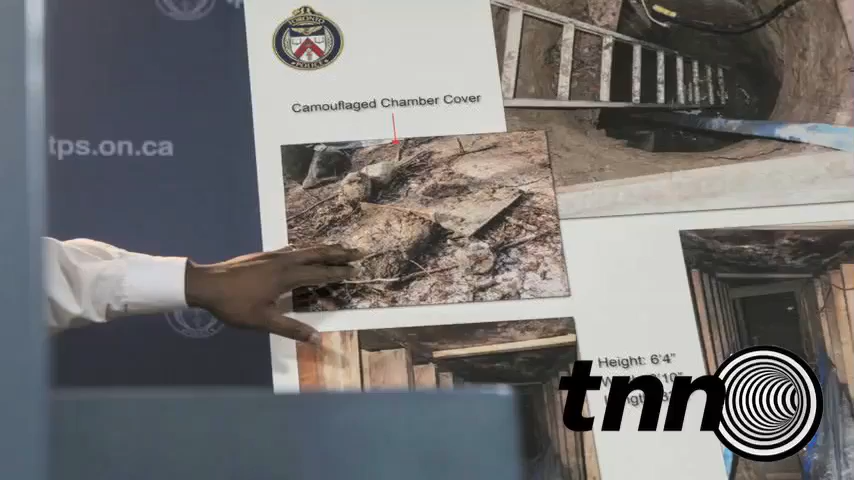 TORONTO
POLICE
Camouflaged Chamber Cover
tps.on.ca
Height: 6'4"
tnn